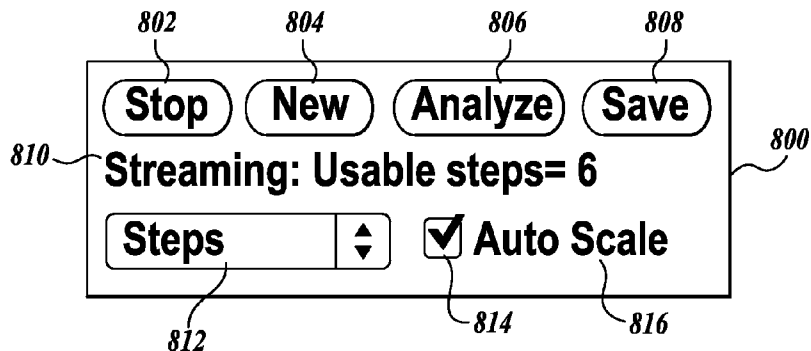 802 804 806 808
Stop New Analyze Save
810 Streaming: Usable steps= 6 800
Steps Auto Scale
812 814 816